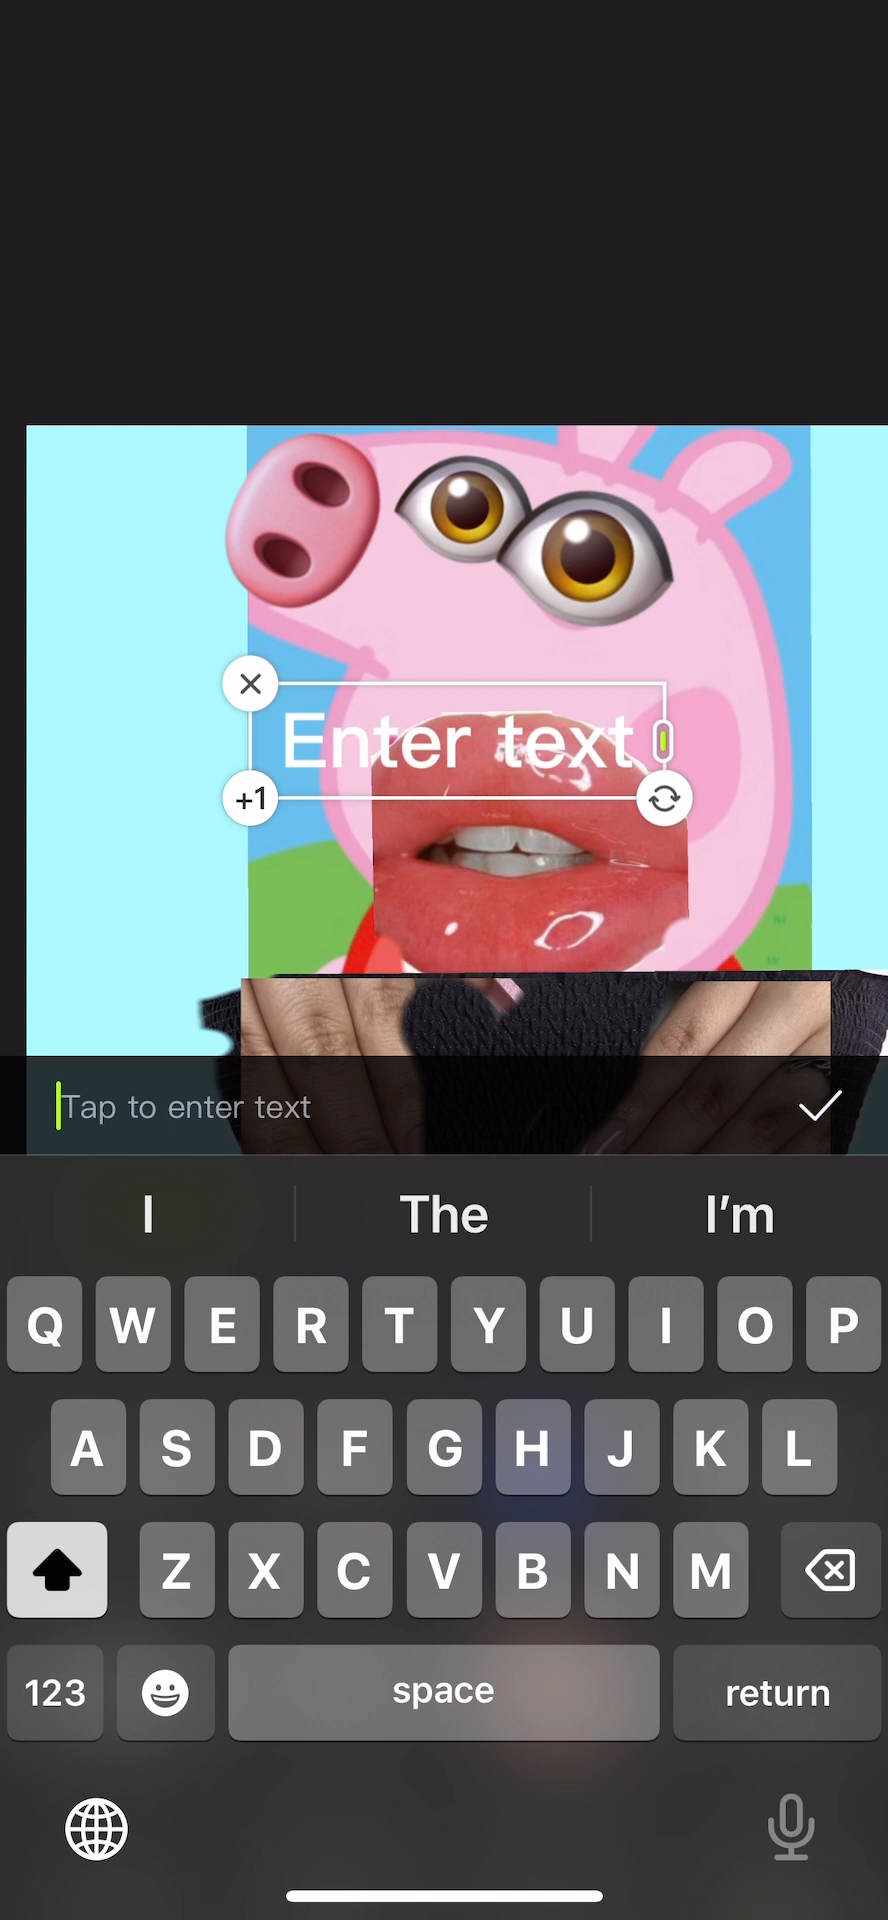 Enter text
+1
Tap to enter text
I The I'm
Q W E R T Y U I O P
A S D F G H J K L
Z X C V B N M
123 space return